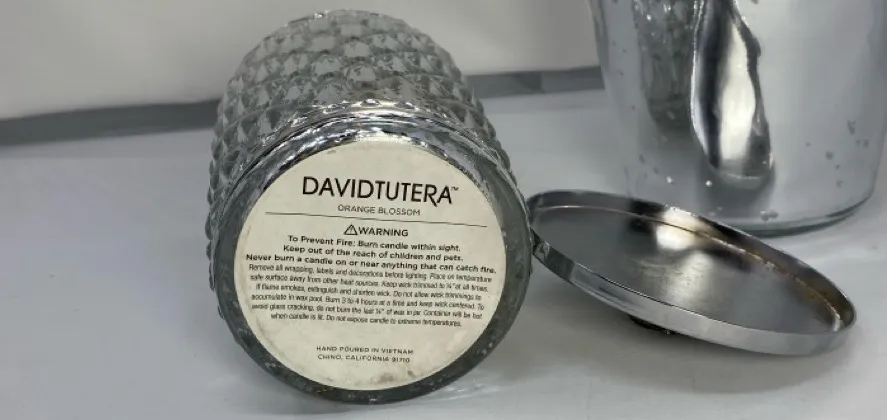 DAVIDTUTERA™
ORANGE BLOSSOM
⚠WARNING
To Prevent Fire: Burn candle within sight.
Keep out of the reach of children and pets.
Never burn a candle on or near anything that can catch fire.
Remove all wrapping, labels and decorations before lighting. Place on temperature
safe surface away from other heat sources. Keep wick trimmed to ¼" at all times.
If flame smokes, extinguish and shorten wick. Do not allow wick trimmings to
accumulate in wax pool. Burn 3 to 4 hours at a time and keep wick centered. To
avoid glass cracking, do not burn the last ¼" of wax in jar. Container will be hot
when candle is lit. Do not expose candle to extreme temperatures.
HAND POURED IN VIETNAM
CHINO, CALIFORNIA 91710